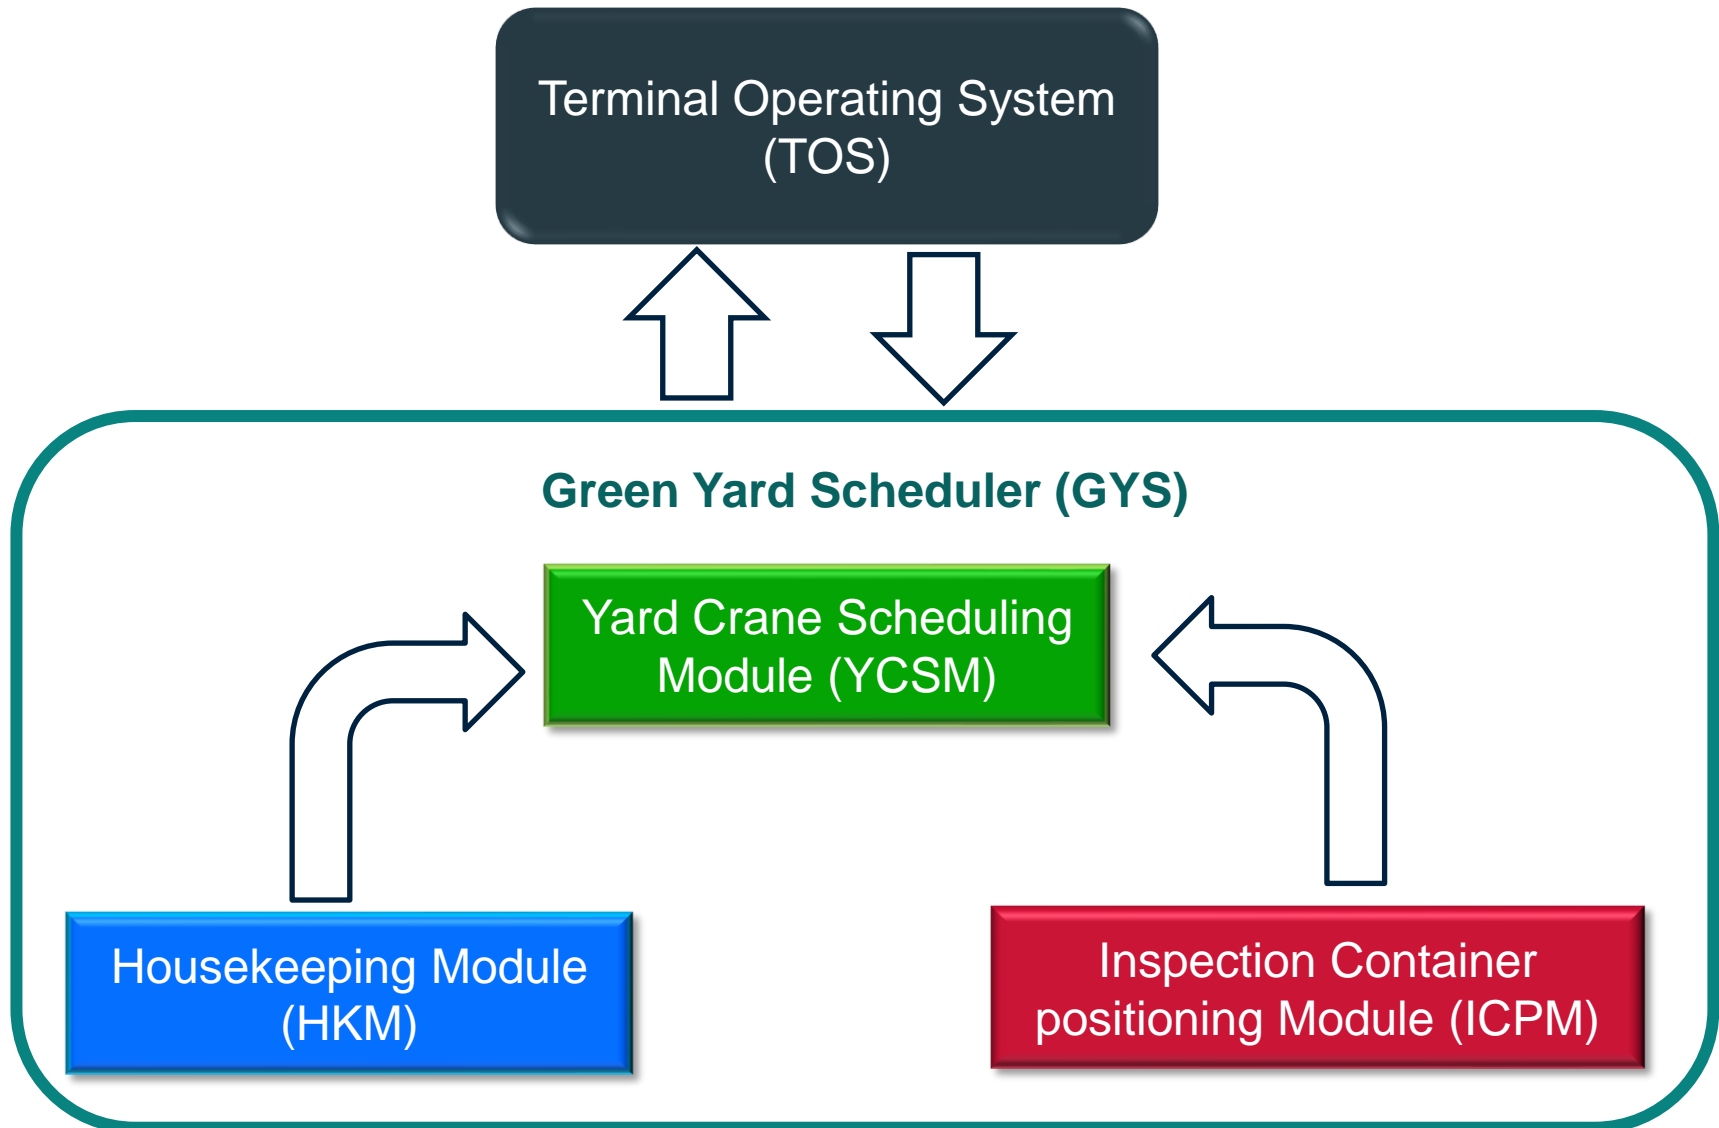 Terminal Operating System
(TOS)
Green Yard Scheduler (GYS)
Yard Crane Scheduling
Module (YCSM)
Housekeeping Module
(HKM)
Inspection Container
positioning Module (ICPM)